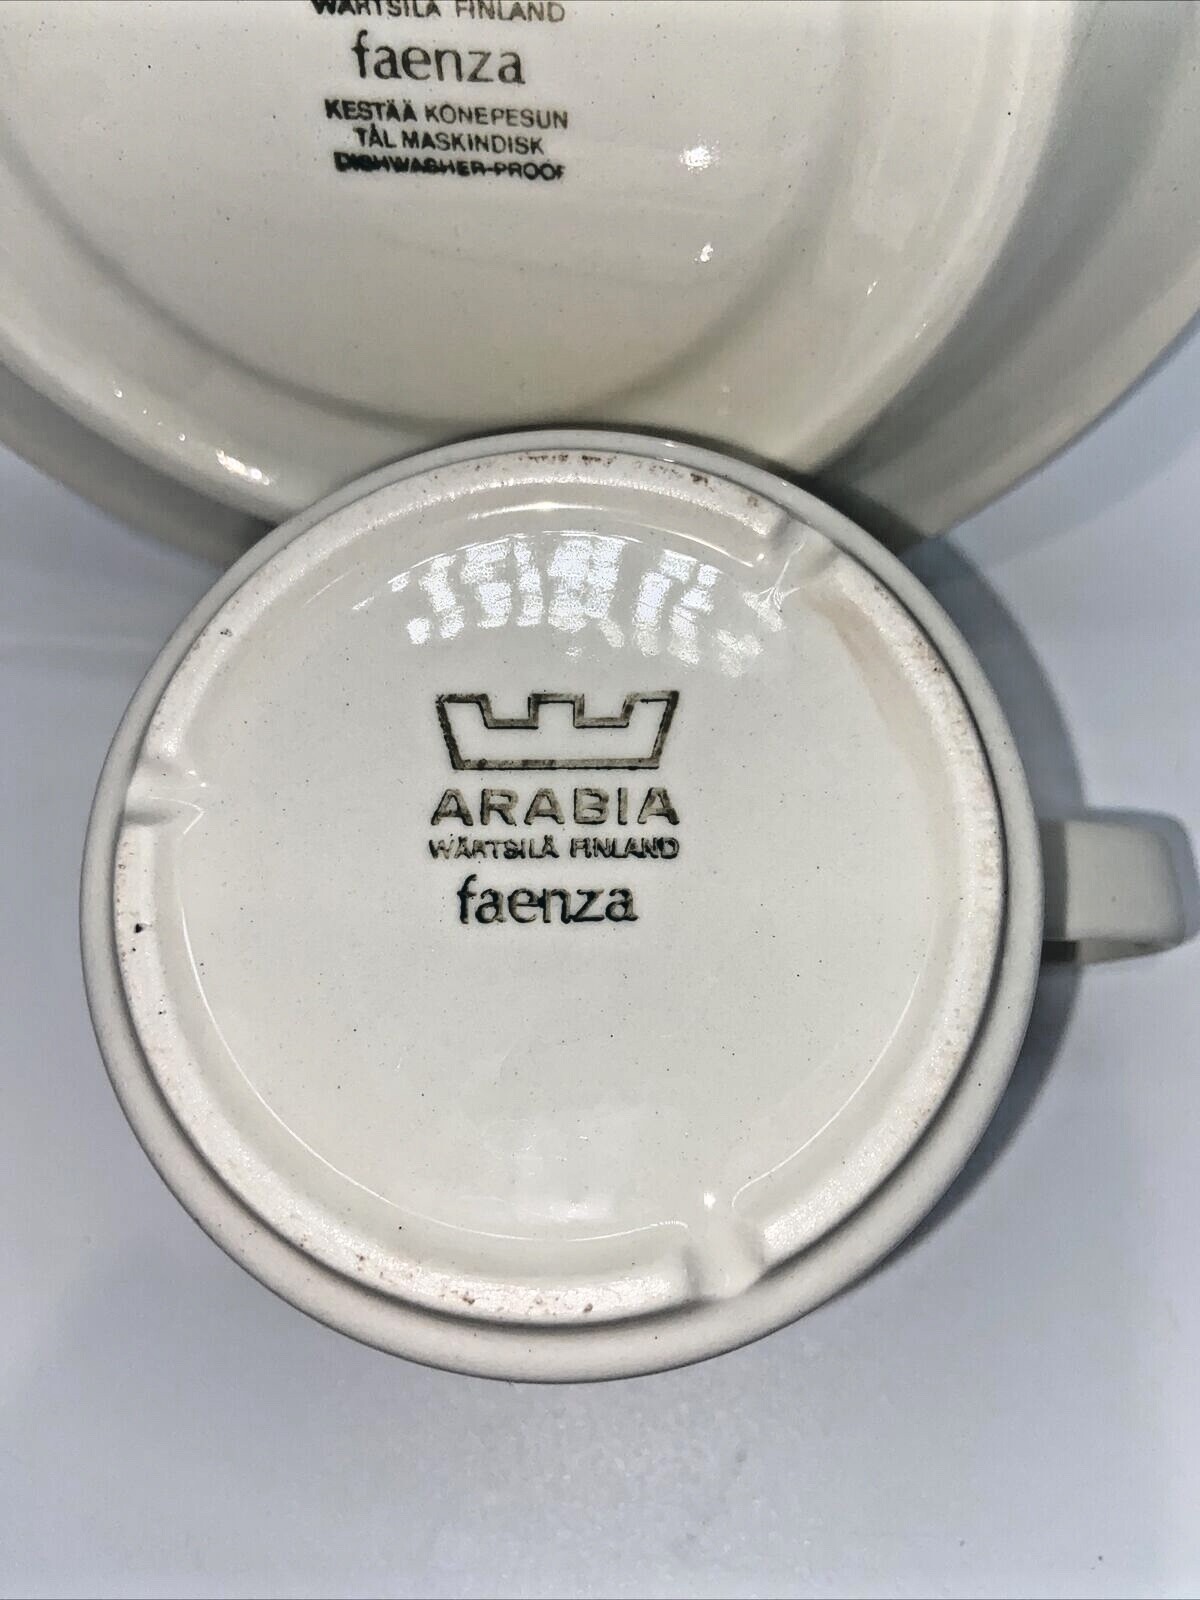 WÄRTSILÄ FINLAND
faenza
KESTÄÄ KONEPESUN
TÅL MASKINDISK
DISHWASHER-PROOF
ARABIA
WÄRTSILÄ FINLAND
faenza